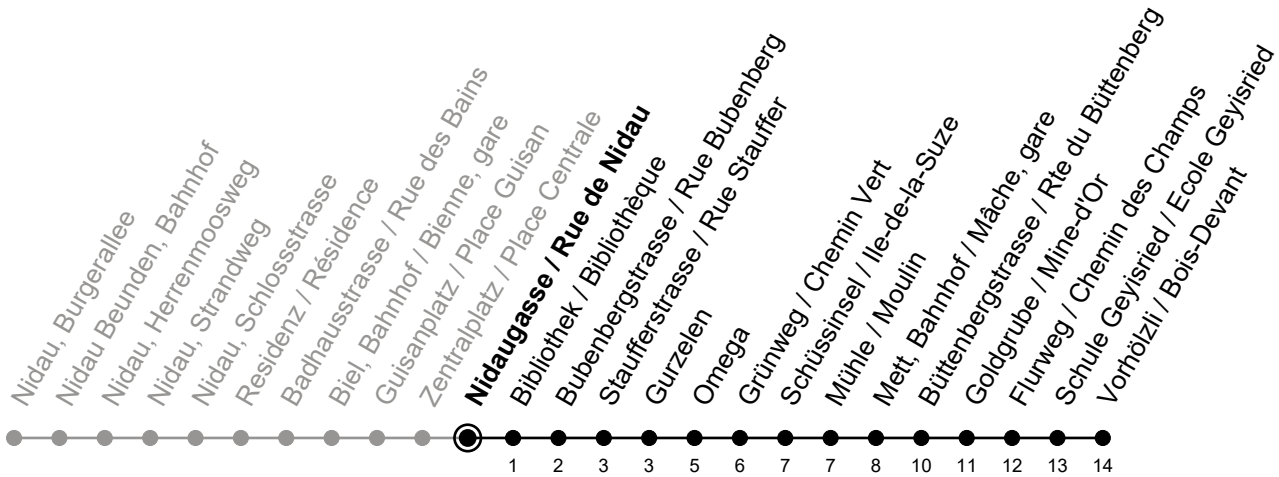 Nidau, Burgerallee
Nidau Beunden, Bahnhof
Nidau, Herrenmoosweg
Nidau, Strandweg
Nidau, Schlossstrasse
Residenz / Résidence
Badhausstrasse / Rue des Bains
Biel, Bahnhof / Bienne, gare
Guisanplatz / Place Guisan
Zentralplatz / Place Centrale
Nidaugasse / Rue de Nidau
Bibliothek / Bibliothèque
Bubenbergstrasse / Rue Bubenberg
Staufferstrasse / Rue Stauffer
Gurzelen
Omega
Grünweg / Chemin Vert
Schüssinsel / Ile-de-la-Suze
Mühle / Moulin
Mett, Bahnhof / Mâche, gare
Büttenbergstrasse / Rte du Büttenberg
Goldgrube / Mine-d'Or
Flurweg / Chemin des Champs
Schule Geyisried / Ecole Geyisried
Vorhölzli / Bois-Devant
1 2 3 3 5 6 7 7 8 10 11 12 13 14